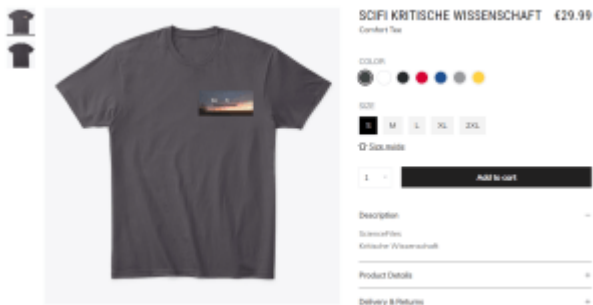 SCIFI KRITISCHE WISSENSCHAFT €29.99
Comfort Tee
COLOR
SIZE
S M L XL 2XL
Size guide
1
Add to cart
Description
ScienceFiles
Kritische Wissenschaft
Product Details
Delivery & Returns